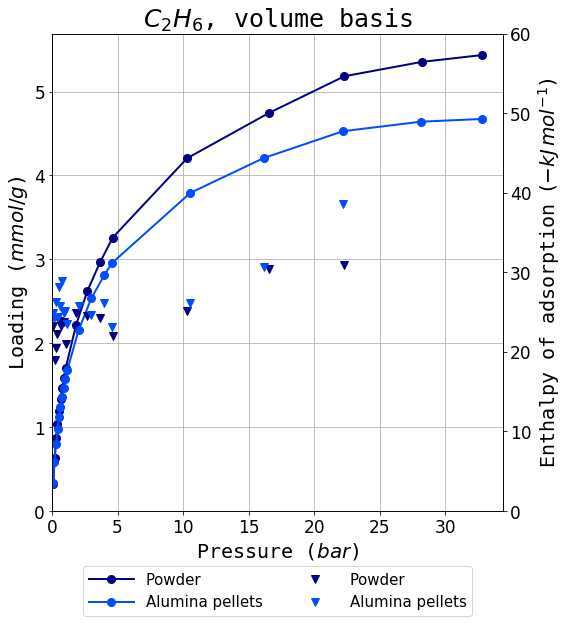 C₂H₆, volume basis
Loading (mmol/g)
5
4
3
2
1
0
60
50
40
30
20
10
0
Enthalpy of adsorption (−kJ mol⁻¹)
0 5 10 15 20 25 30
Pressure (bar)
Powder Powder
Alumina pellets Alumina pellets